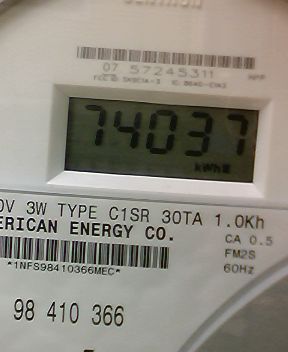 07 57245311
74037
kWh
0V 3W TYPE C1SR 30TA 1.0Kh
ERICAN ENERGY CO.
CA 0.5
FM2S
60Hz
*1NFS98410366MEC*
98 410 366